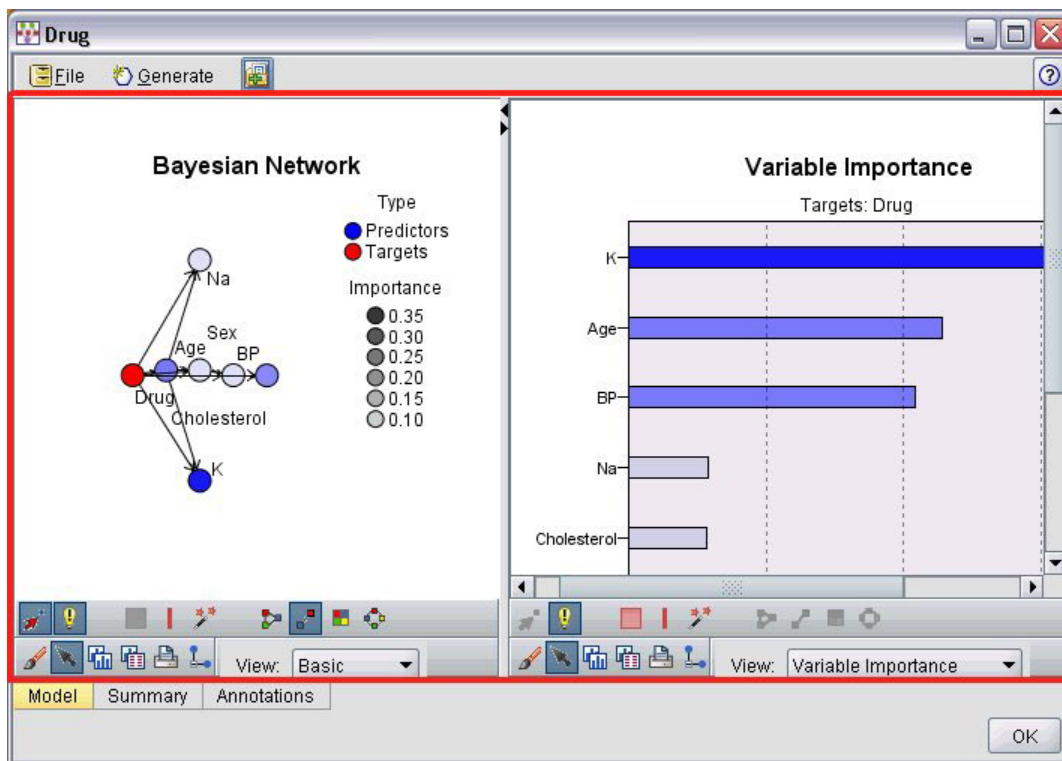 Drug
File Generate
Bayesian Network
Type
Predictors
Targets
Importance
0.35
0.30
0.25
0.20
0.15
0.10
Na
Sex
Age BP
Drug
Cholesterol
K
View: Basic
Variable Importance
Targets: Drug
K
Age
BP
Na
Cholesterol
View: Variable Importance
Model Summary Annotations
OK